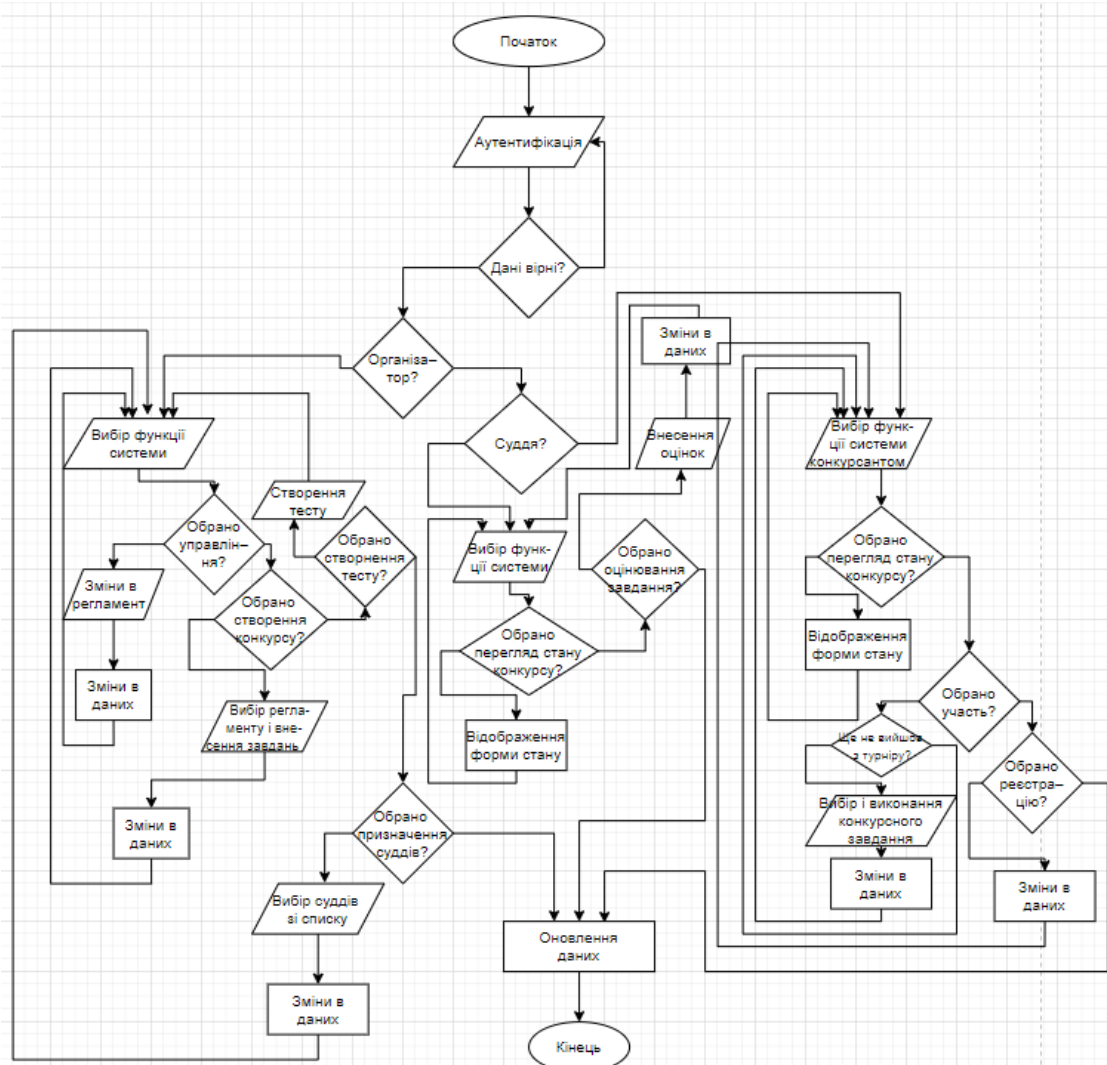 Початок
Аутентифікація
Дані вірні?
Організа–
тор?
Суддя?
Зміни в
даних
Внесення
оцінок
Вибір функції
системи
Вибір функ-
ції системи
конкурсантом
Створення
тесту
Обрано
управлін–
ня?
Обрано
створнення
тесту?
Вибір функ-
ції системи
Обрано
оцінювання
завдання?
Обрано
перегляд стану
конкурсу?
Зміни в
регламент
Обрано
створення
конкурсу?
Обрано
перегляд стану
конкурсу?
Відображення
форми стану
Зміни в
даних
Вибір регла-
менту і вне-
сення завдань
Відображення
форми стану
Обрано
участь?
Ще не вийшов
з турніру?
Обрано
реєстра–
цію?
Зміни в
даних
Обрано
призначення
суддів?
Вибір і виконання
конкурсного
завдання
Зміни в
даних
Зміни в
даних
Вибір суддів
зі списку
Оновлення
даних
Зміни в
даних
Кінець